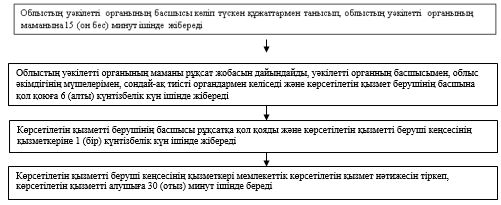 Облыстың уәкілетті органының басшысы келіп түскен құжаттармен танысып, облыстың уәкілетті органының
маманына15 (он бес) минут ішінде жібереді
Облыстың уәкілетті органының маманы рұқсат жобасын дайындайды, уәкілетті органның басшысымен, облыс
әкімдігінің мүшелерімен, сондай-ақ тиісті органдармен келіседі және көрсетілетін қызмет берушінің басшына
қол қоюға 6 (алты) күнтізбелік күн ішінде жібереді
Көрсетілетін қызметті берушінің басшысы рұқсатқа қол қояды және көрсетілетін қызметті беруші кеңсесінің
қызметкеріне 1 (бір) күнтізбелік күн ішінде жібереді
Көрсетілетін қызметті беруші кеңсесінің қызметкері мемлекеттік көрсетілетін қызмет нәтижесін тіркеп,
көрсетілетін қызметті алушыға 30 (отыз) минут ішінде береді